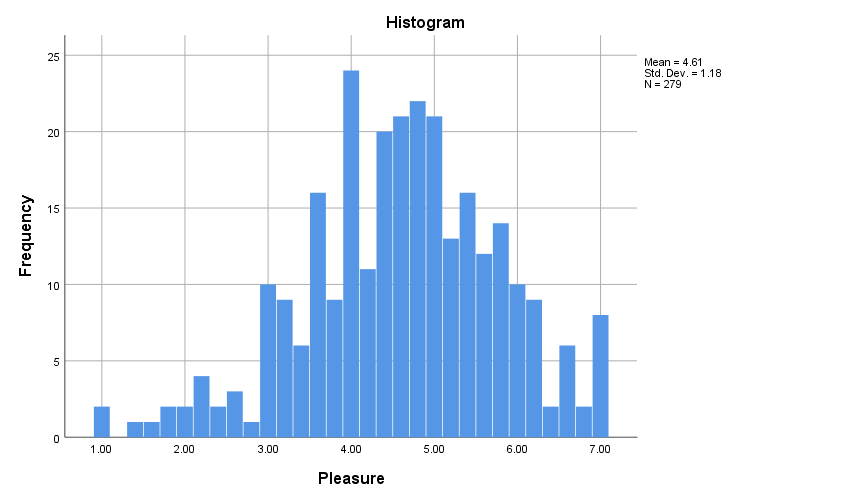 Histogram
Mean = 4.61
Std. Dev. = 1.18
N = 279
25
20
15
10
5
0
Frequency
1.00 2.00 3.00 4.00 5.00 6.00 7.00
Pleasure